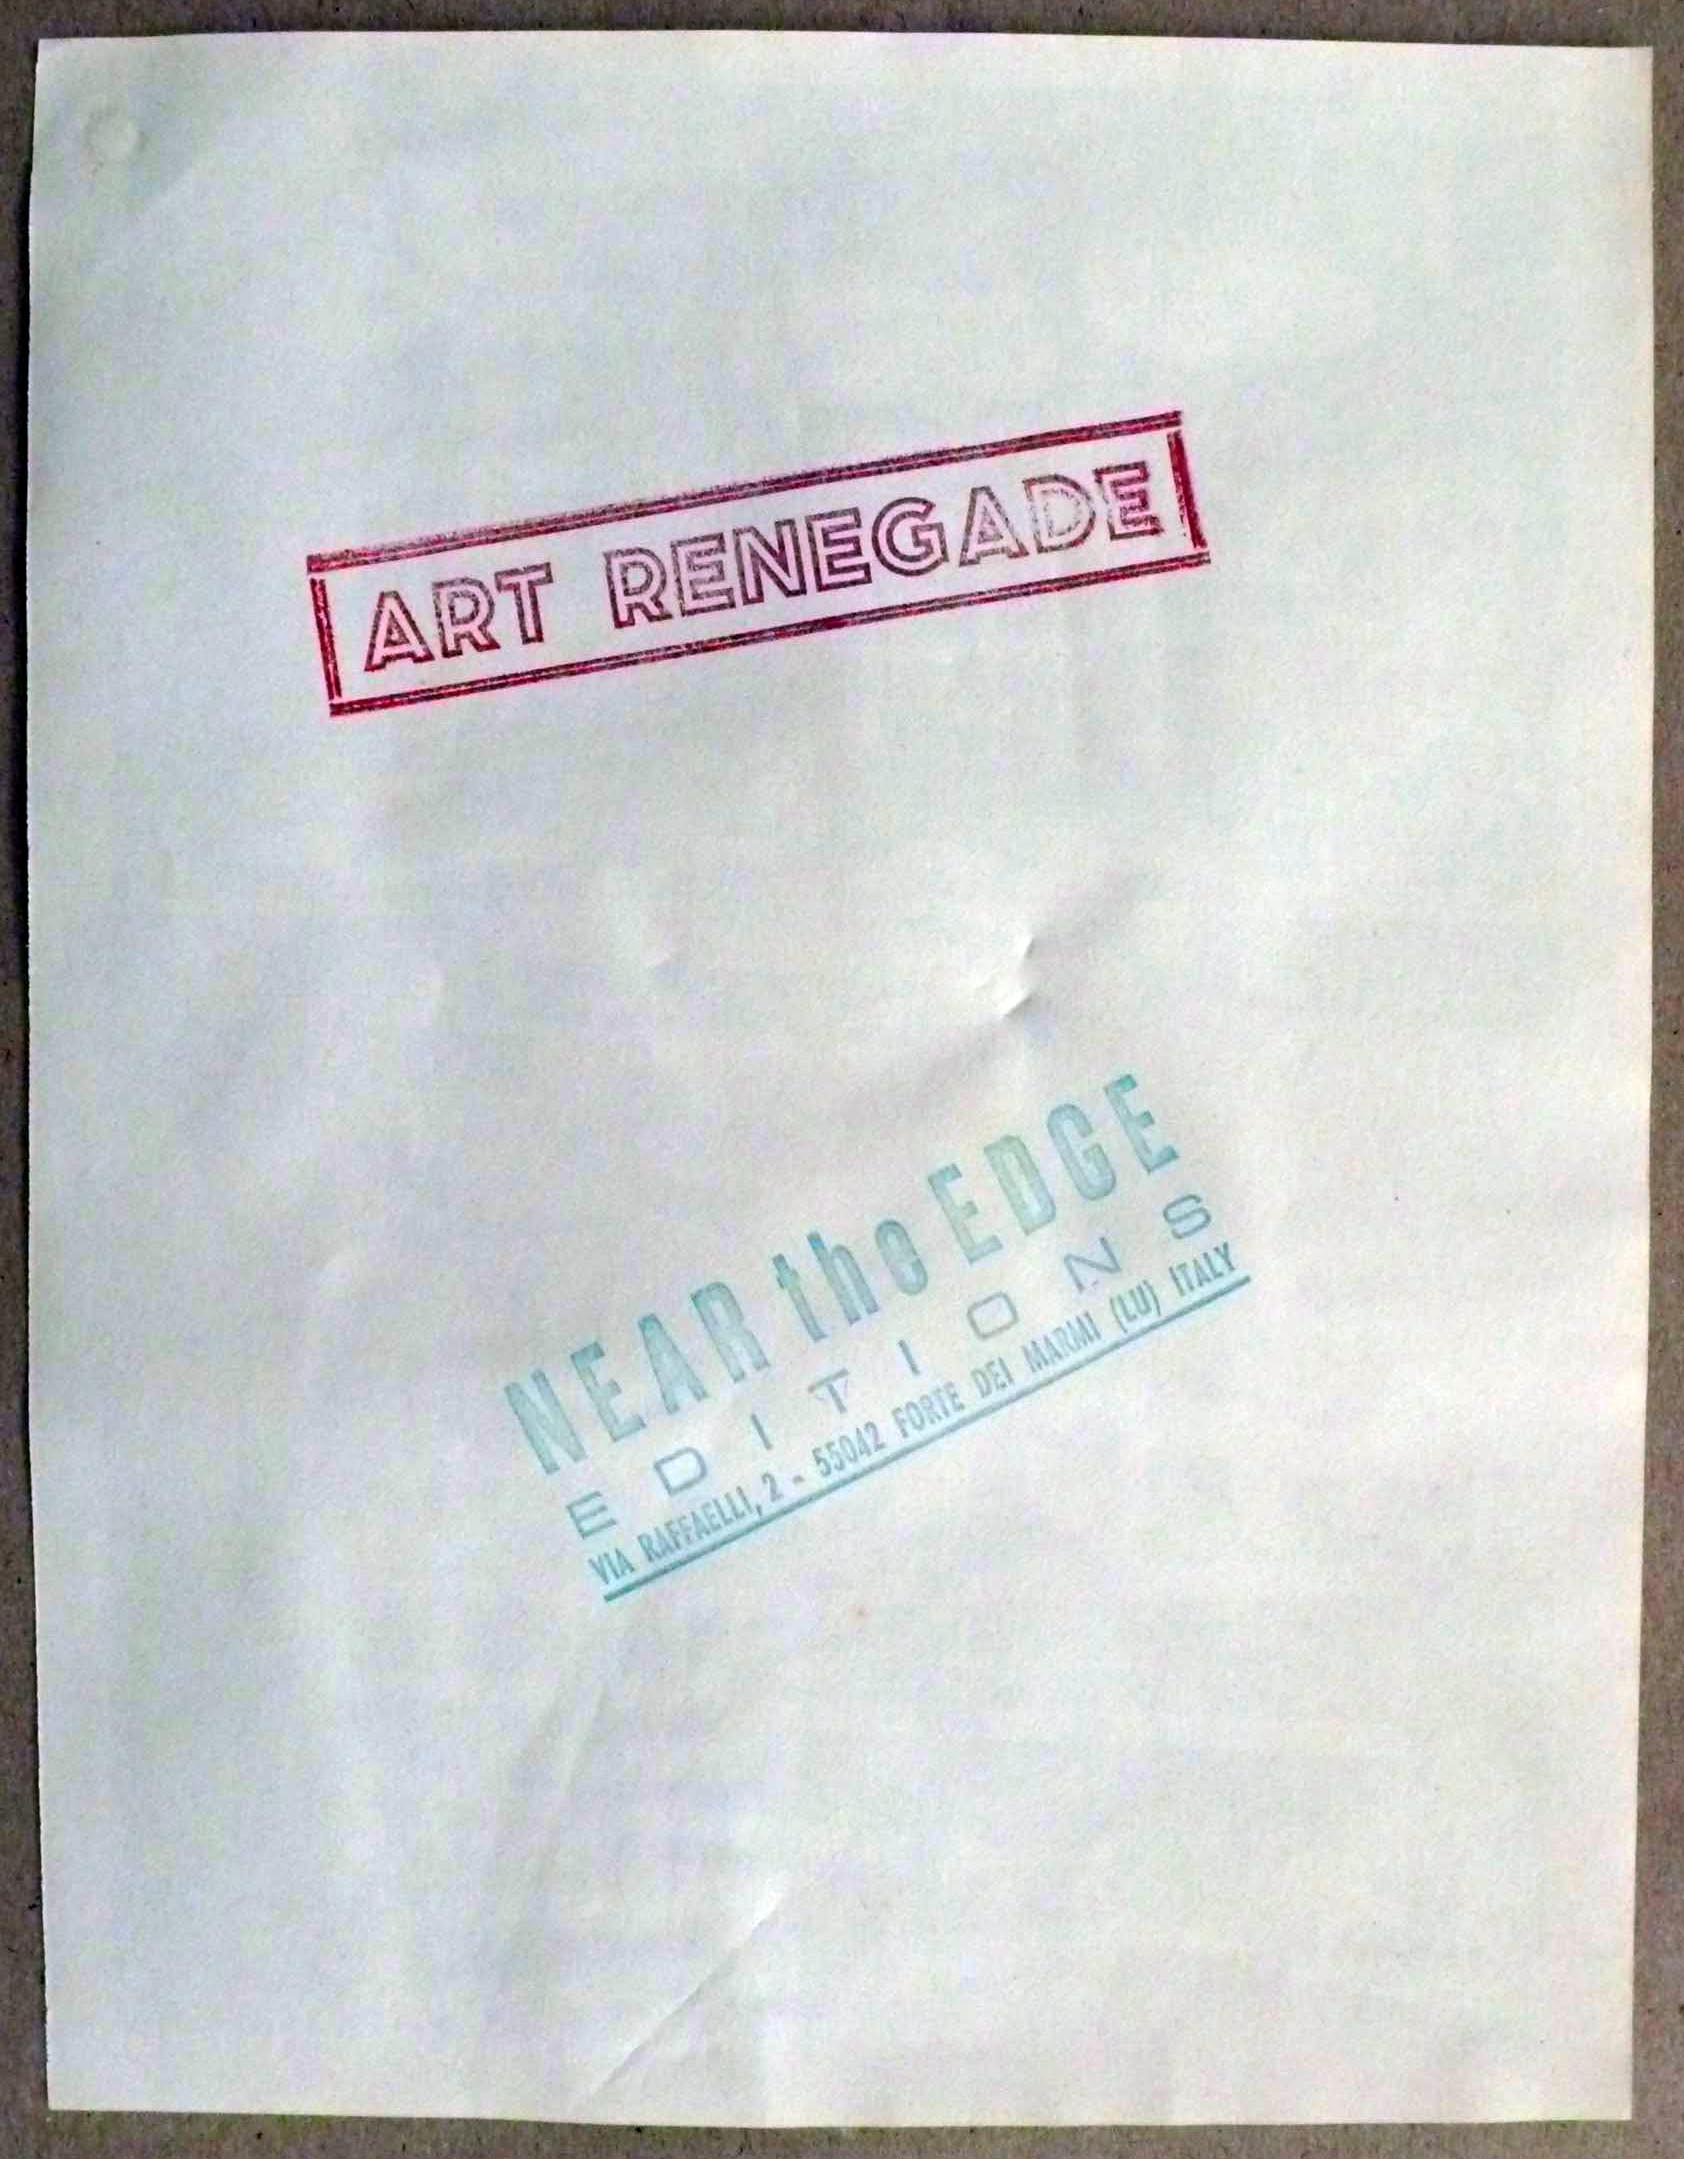 ART RENEGADE
NEAR the EDGE
EDITIONS
VIA RAFFAELLI, 2 - 55042 FORTE DEI MARMI (LU) ITALY